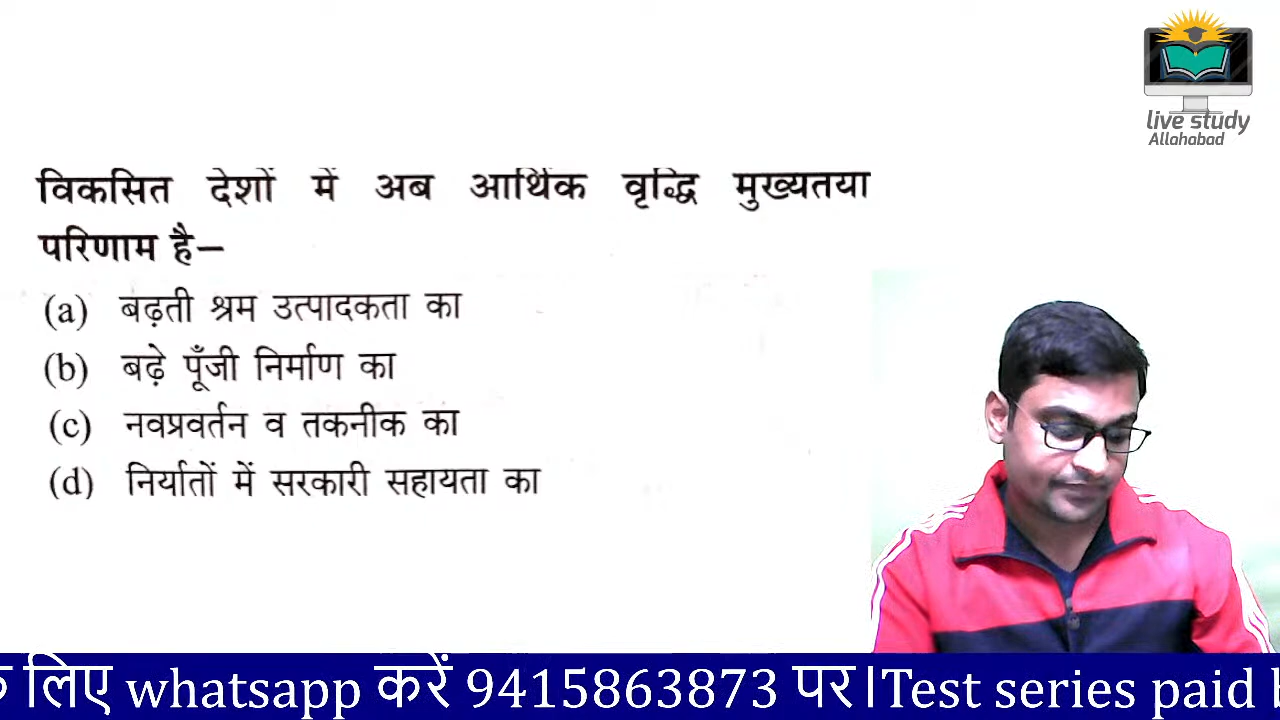 live study
Allahabad
विकसित देशों में अब आर्थिक वृद्धि मुख्यतया
परिणाम है–
(a) बढ़ती श्रम उत्पादकता का
(b) बढ़े पूँजी निर्माण का
(c) नवप्रवर्तन व तकनीक का
(d) निर्यातों में सरकारी सहायता का
लिए whatsapp करें 9415863873 पर।Test series paid